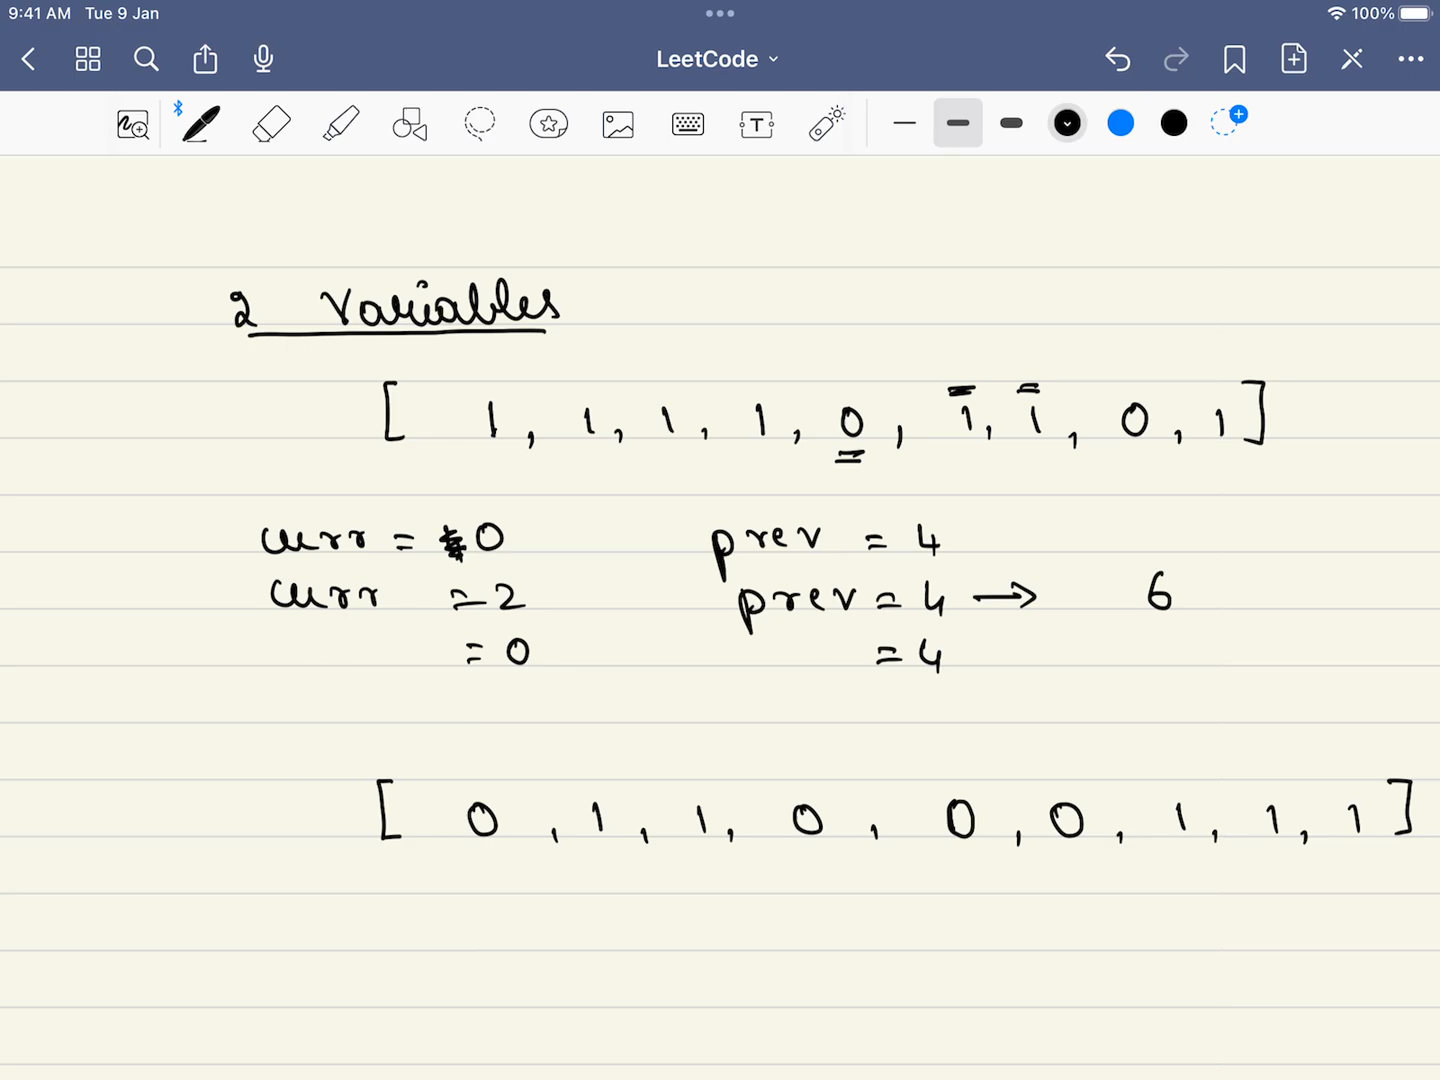 9:41 AM Tue 9 Jan 100%
LeetCode
T
2 Variables
[ 1, 1, 1, 1, 0, 1, 1, 0, 1 ]
curr = 0 prev = 4
curr = 2 prev = 4 → 6
= 0 = 4
[ 0, 1, 1, 0, 0, 0, 1, 1, 1 ]